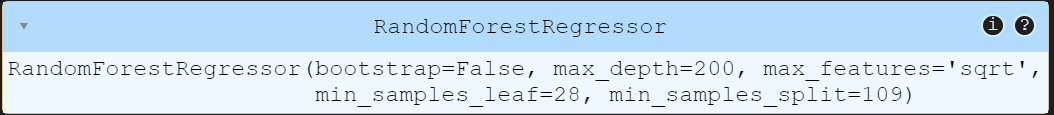 RandomForestRegressor
RandomForestRegressor(bootstrap=False, max_depth=200, max_features='sqrt',
min_samples_leaf=28, min_samples_split=109)